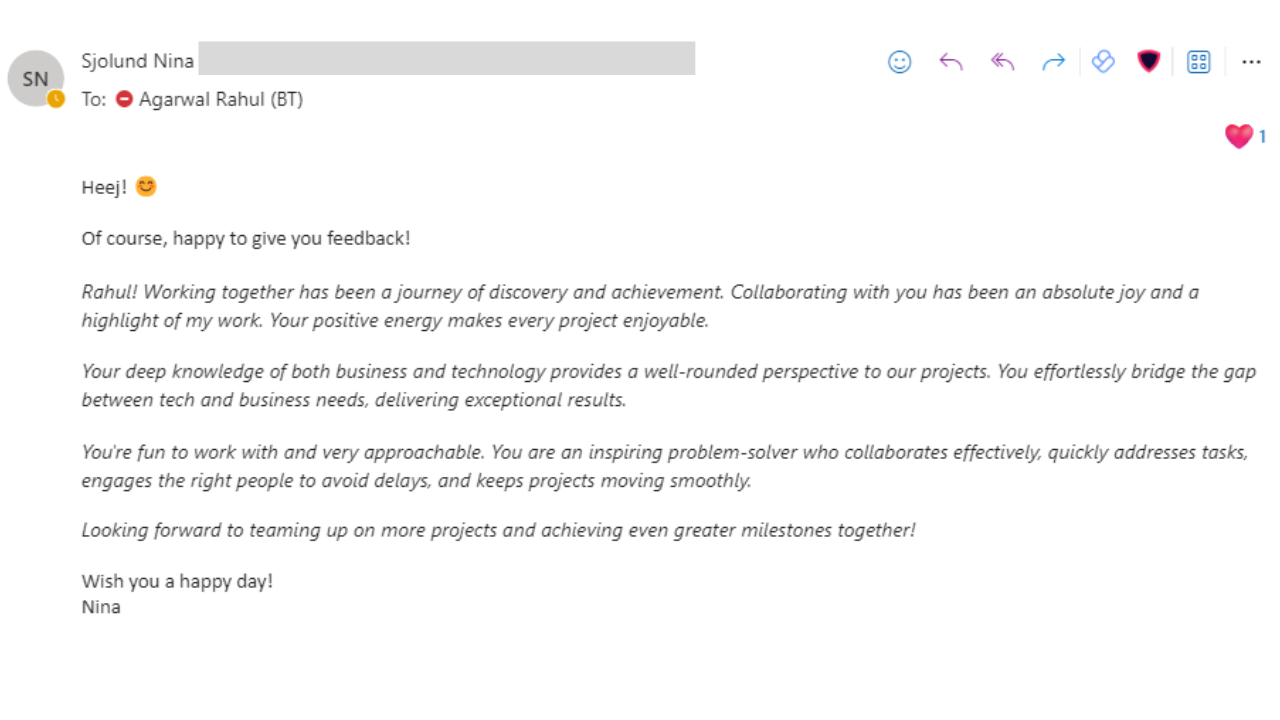 Sjolund Nina
SN
To: Agarwal Rahul (BT)
1
Heej! 😊
Of course, happy to give you feedback!
Rahul! Working together has been a journey of discovery and achievement. Collaborating with you has been an absolute joy and a
highlight of my work. Your positive energy makes every project enjoyable.
Your deep knowledge of both business and technology provides a well-rounded perspective to our projects. You effortlessly bridge the gap
between tech and business needs, delivering exceptional results.
You're fun to work with and very approachable. You are an inspiring problem-solver who collaborates effectively, quickly addresses tasks,
engages the right people to avoid delays, and keeps projects moving smoothly.
Looking forward to teaming up on more projects and achieving even greater milestones together!
Wish you a happy day!
Nina